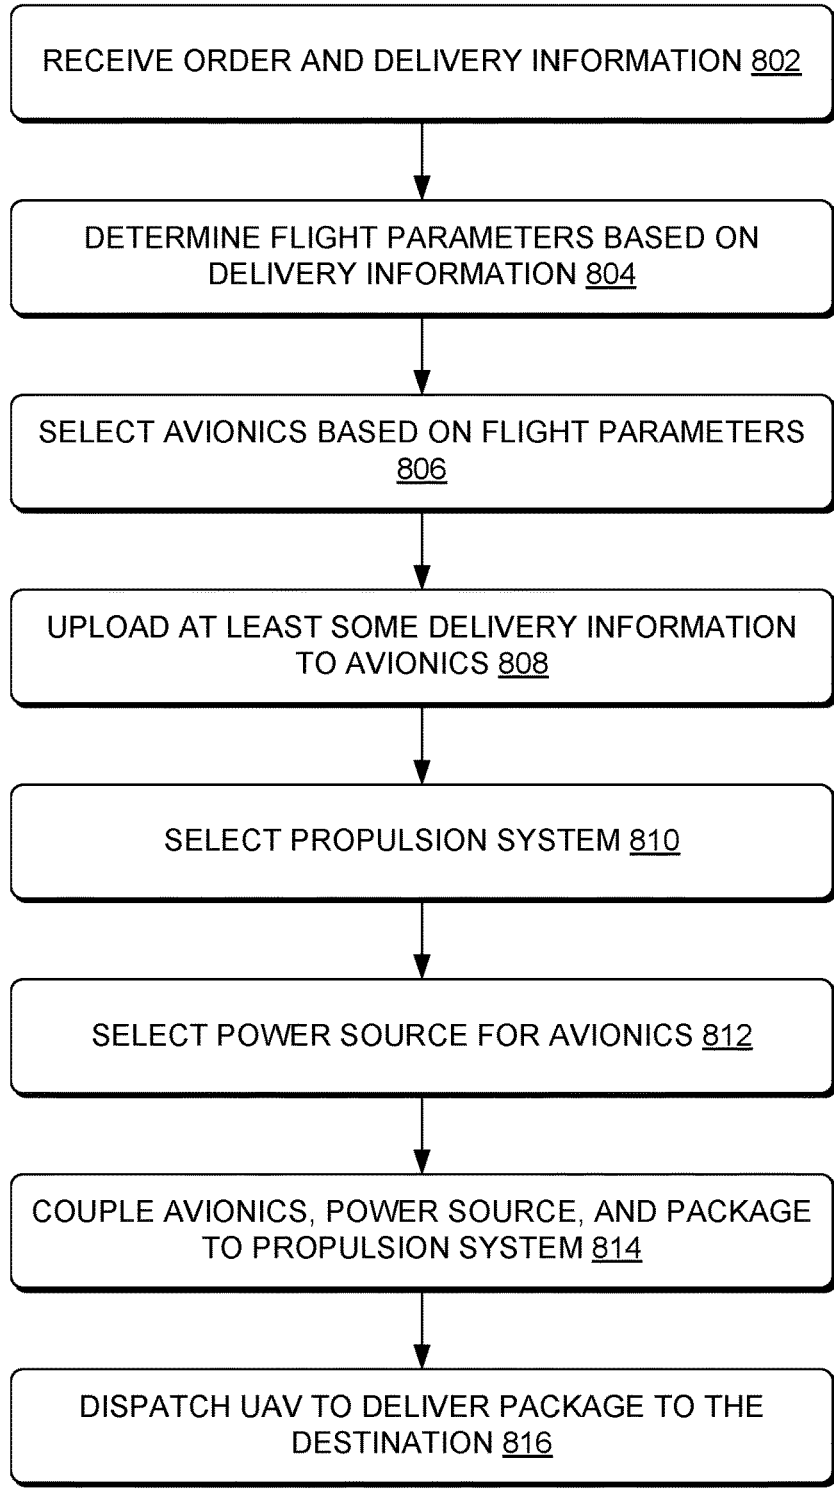 RECEIVE ORDER AND DELIVERY INFORMATION 802
DETERMINE FLIGHT PARAMETERS BASED ON
DELIVERY INFORMATION 804
SELECT AVIONICS BASED ON FLIGHT PARAMETERS
806
UPLOAD AT LEAST SOME DELIVERY INFORMATION
TO AVIONICS 808
SELECT PROPULSION SYSTEM 810
SELECT POWER SOURCE FOR AVIONICS 812
COUPLE AVIONICS, POWER SOURCE, AND PACKAGE
TO PROPULSION SYSTEM 814
DISPATCH UAV TO DELIVER PACKAGE TO THE
DESTINATION 816